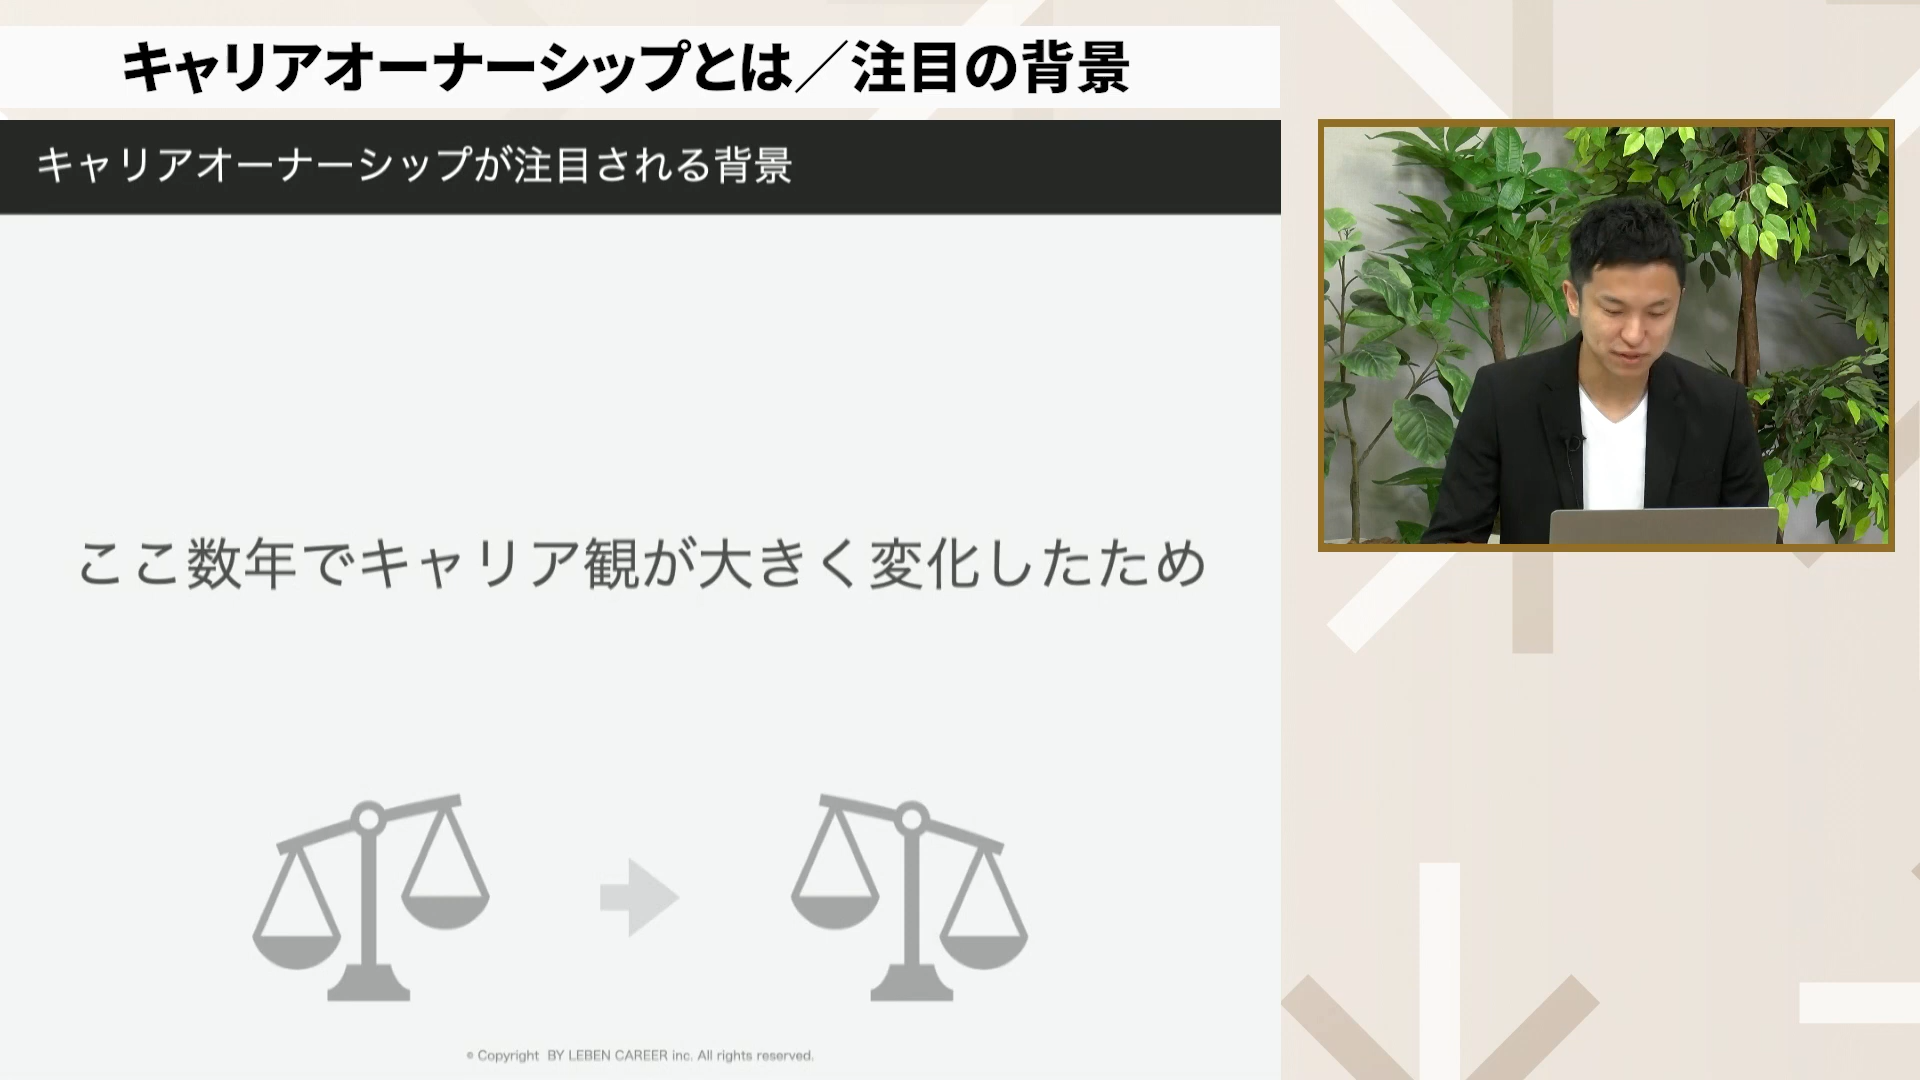 キャリアオーナーシップとは／注目の背景
キャリアオーナーシップが注目される背景
ここ数年でキャリア観が大きく変化したため
© Copyright BY LEBEN CAREER inc. All rights reserved.